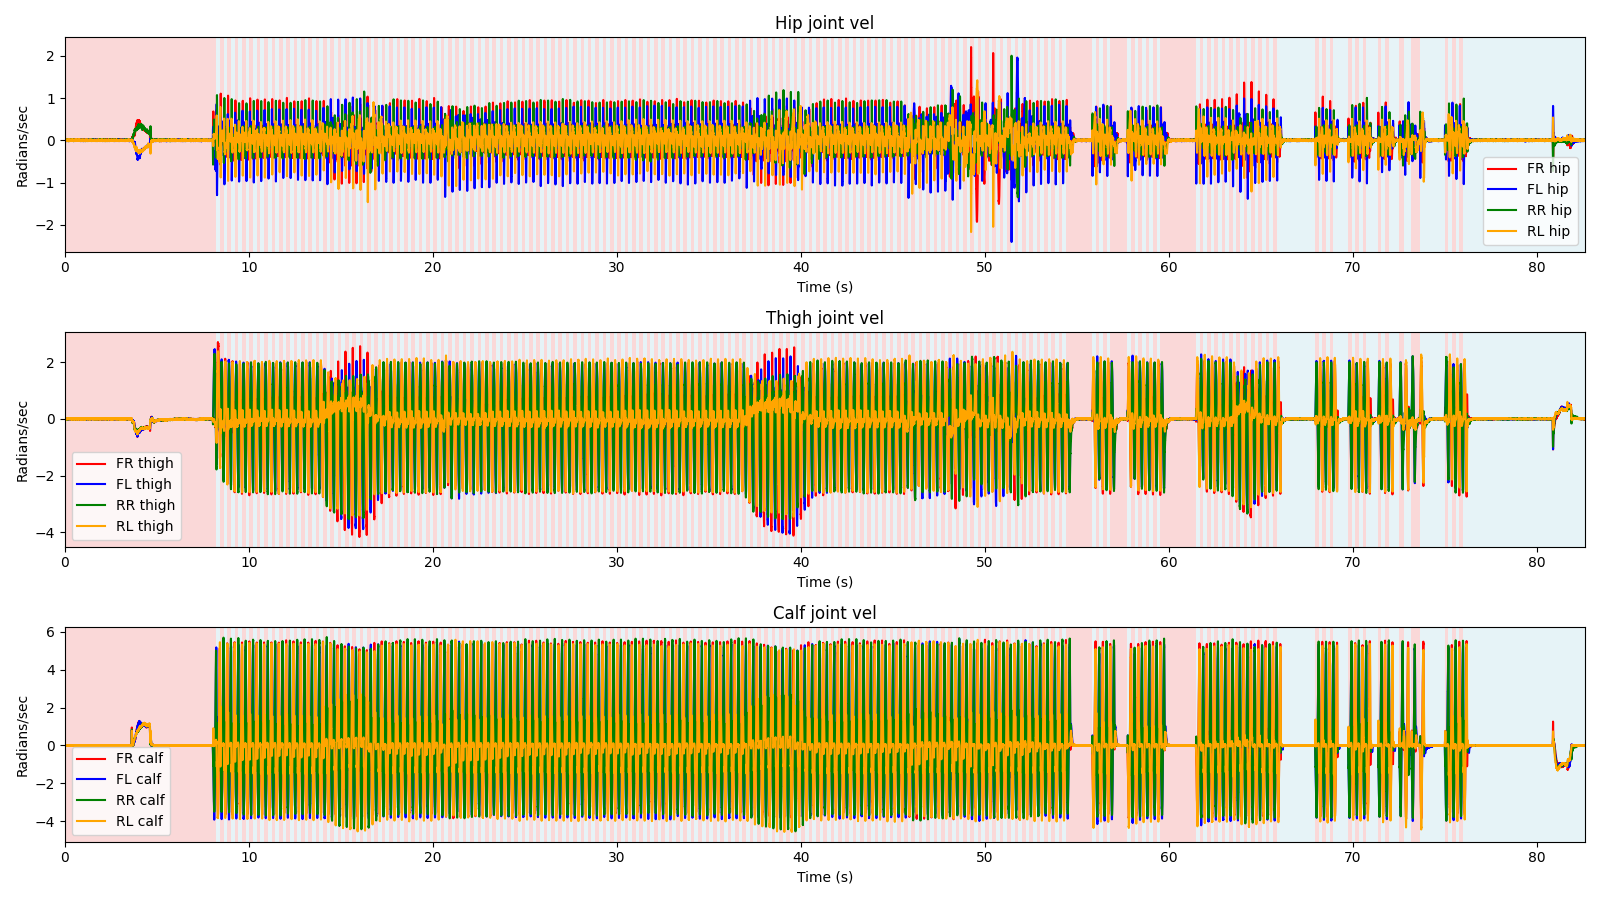 Hip joint vel
Radians/sec
2
1
0
−1
−2
FR hip
FL hip
RR hip
RL hip
0 10 20 30 40 50 60 70 80
Time (s)
Thigh joint vel
Radians/sec
2
0
−2
−4
FR thigh
FL thigh
RR thigh
RL thigh
0 10 20 30 40 50 60 70 80
Time (s)
Calf joint vel
Radians/sec
6
4
2
0
−2
−4
FR calf
FL calf
RR calf
RL calf
0 10 20 30 40 50 60 70 80
Time (s)